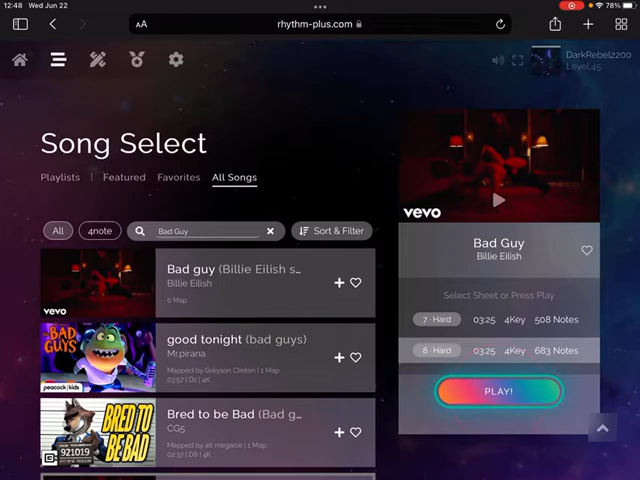 12:48 Wed Jun 22
78%
AA
rhythm-plus.com
DarkRebel2200
Level.45
Song Select
Playlists | Featured Favorites All Songs
All
4note
Bad Guy
Sort & Filter
vevo
Bad guy (Billie Eilish s...
Billie Eilish
0 Map
THE BAD GUYS
peacock kids
good tonight (bad guys)
Mr.pirana
Mapped by Greyson Clinton | 1 Map
03:57 | D1 | 4K
921019
BRED TO BE BAD
Bred to be Bad (Bad g...
CG5
Mapped by alt megaice | 1 Map
02:37 | D8 | 4K
vevo
Bad Guy
Billie Eilish
Select Sheet or Press Play
7 · Hard 03:25 4Key 508 Notes
8 · Hard 03:25 4Key 683 Notes
PLAY!